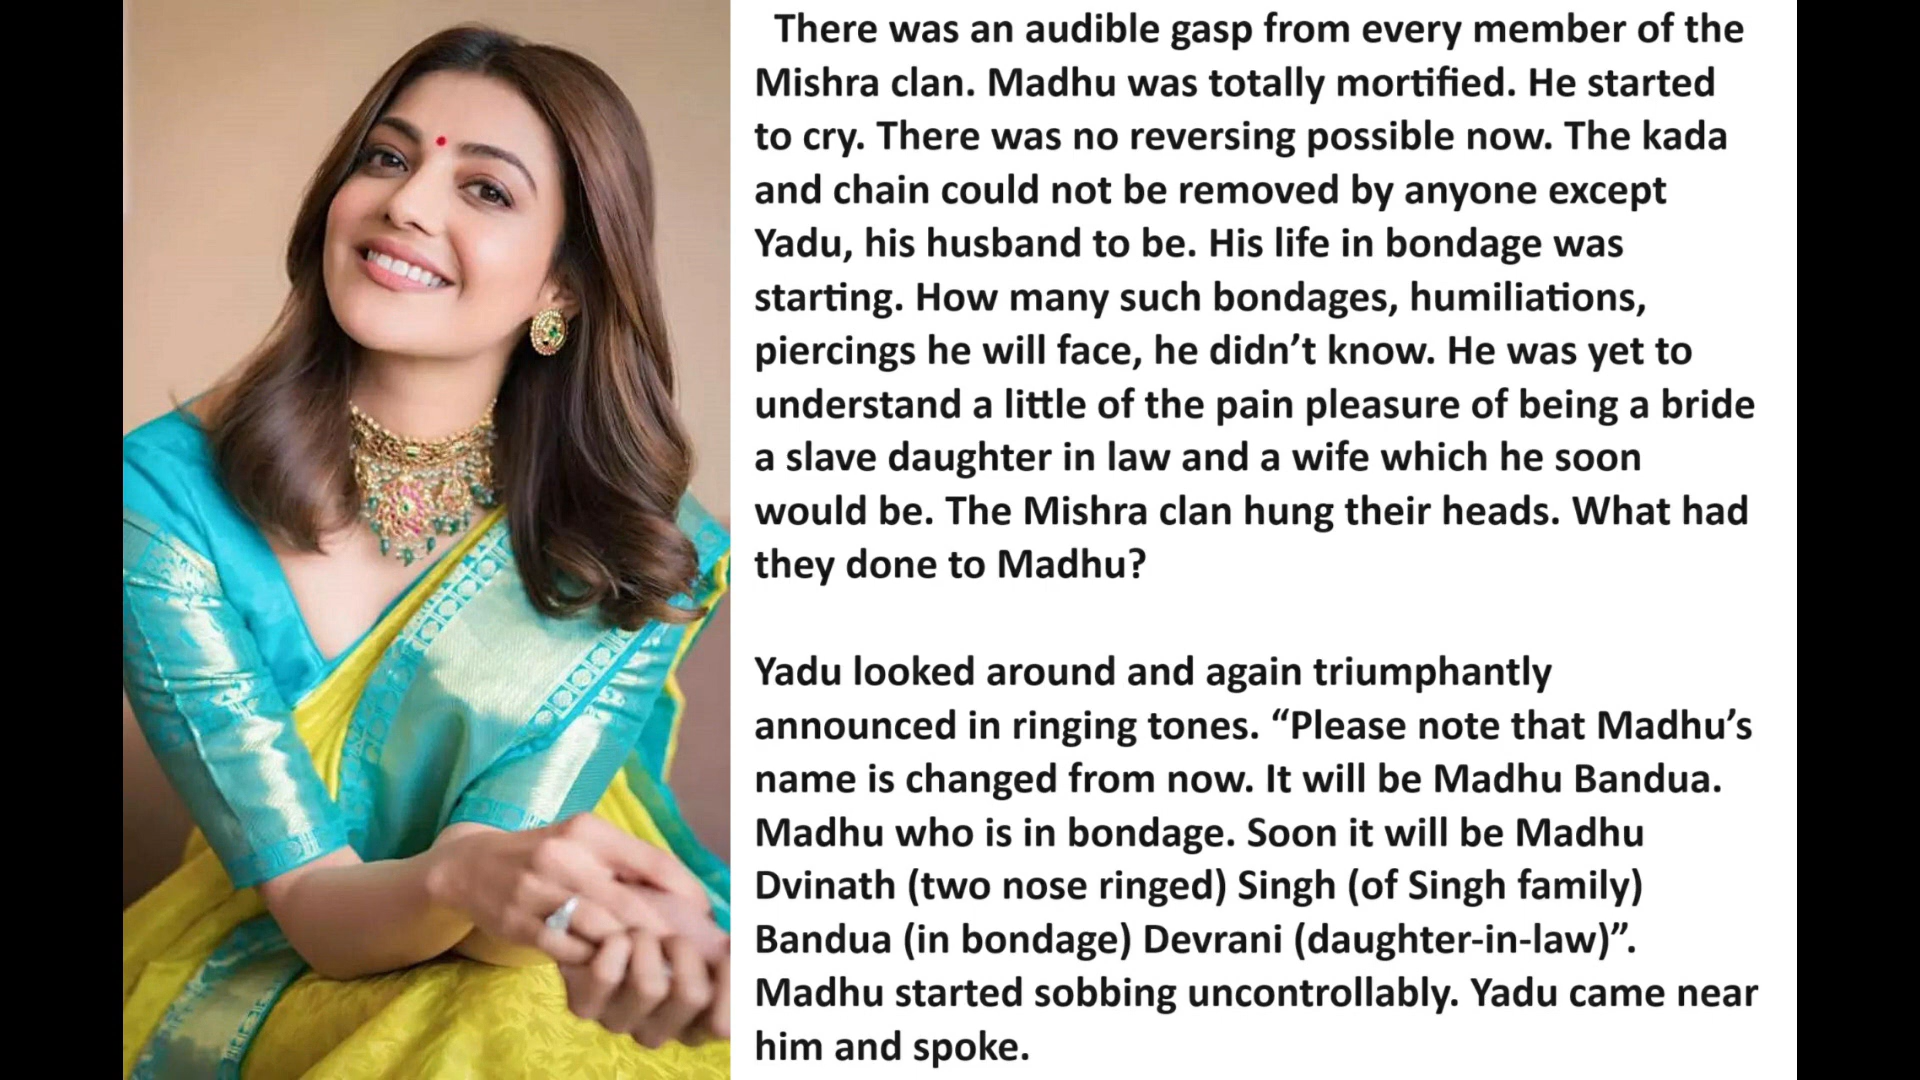 There was an audible gasp from every member of the
Mishra clan. Madhu was totally mortified. He started
to cry. There was no reversing possible now. The kada
and chain could not be removed by anyone except
Yadu, his husband to be. His life in bondage was
starting. How many such bondages, humiliations,
piercings he will face, he didn’t know. He was yet to
understand a little of the pain pleasure of being a bride
a slave daughter in law and a wife which he soon
would be. The Mishra clan hung their heads. What had
they done to Madhu?
Yadu looked around and again triumphantly
announced in ringing tones. “Please note that Madhu’s
name is changed from now. It will be Madhu Bandua.
Madhu who is in bondage. Soon it will be Madhu
Dvinath (two nose ringed) Singh (of Singh family)
Bandua (in bondage) Devrani (daughter-in-law)”.
Madhu started sobbing uncontrollably. Yadu came near
him and spoke.